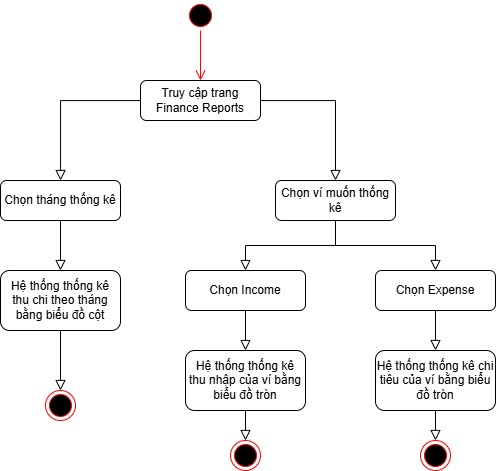 Truy cập trang
Finance Reports
Chọn tháng thống kê
Chọn ví muốn thống
kê
Hệ thống thống kê
thu chi theo tháng
bằng biểu đồ cột
Chọn Income
Chọn Expense
Hệ thống thống kê
thu nhập của ví bằng
biểu đồ tròn
Hệ thống thống kê chi
tiêu của ví bằng biểu
đồ tròn